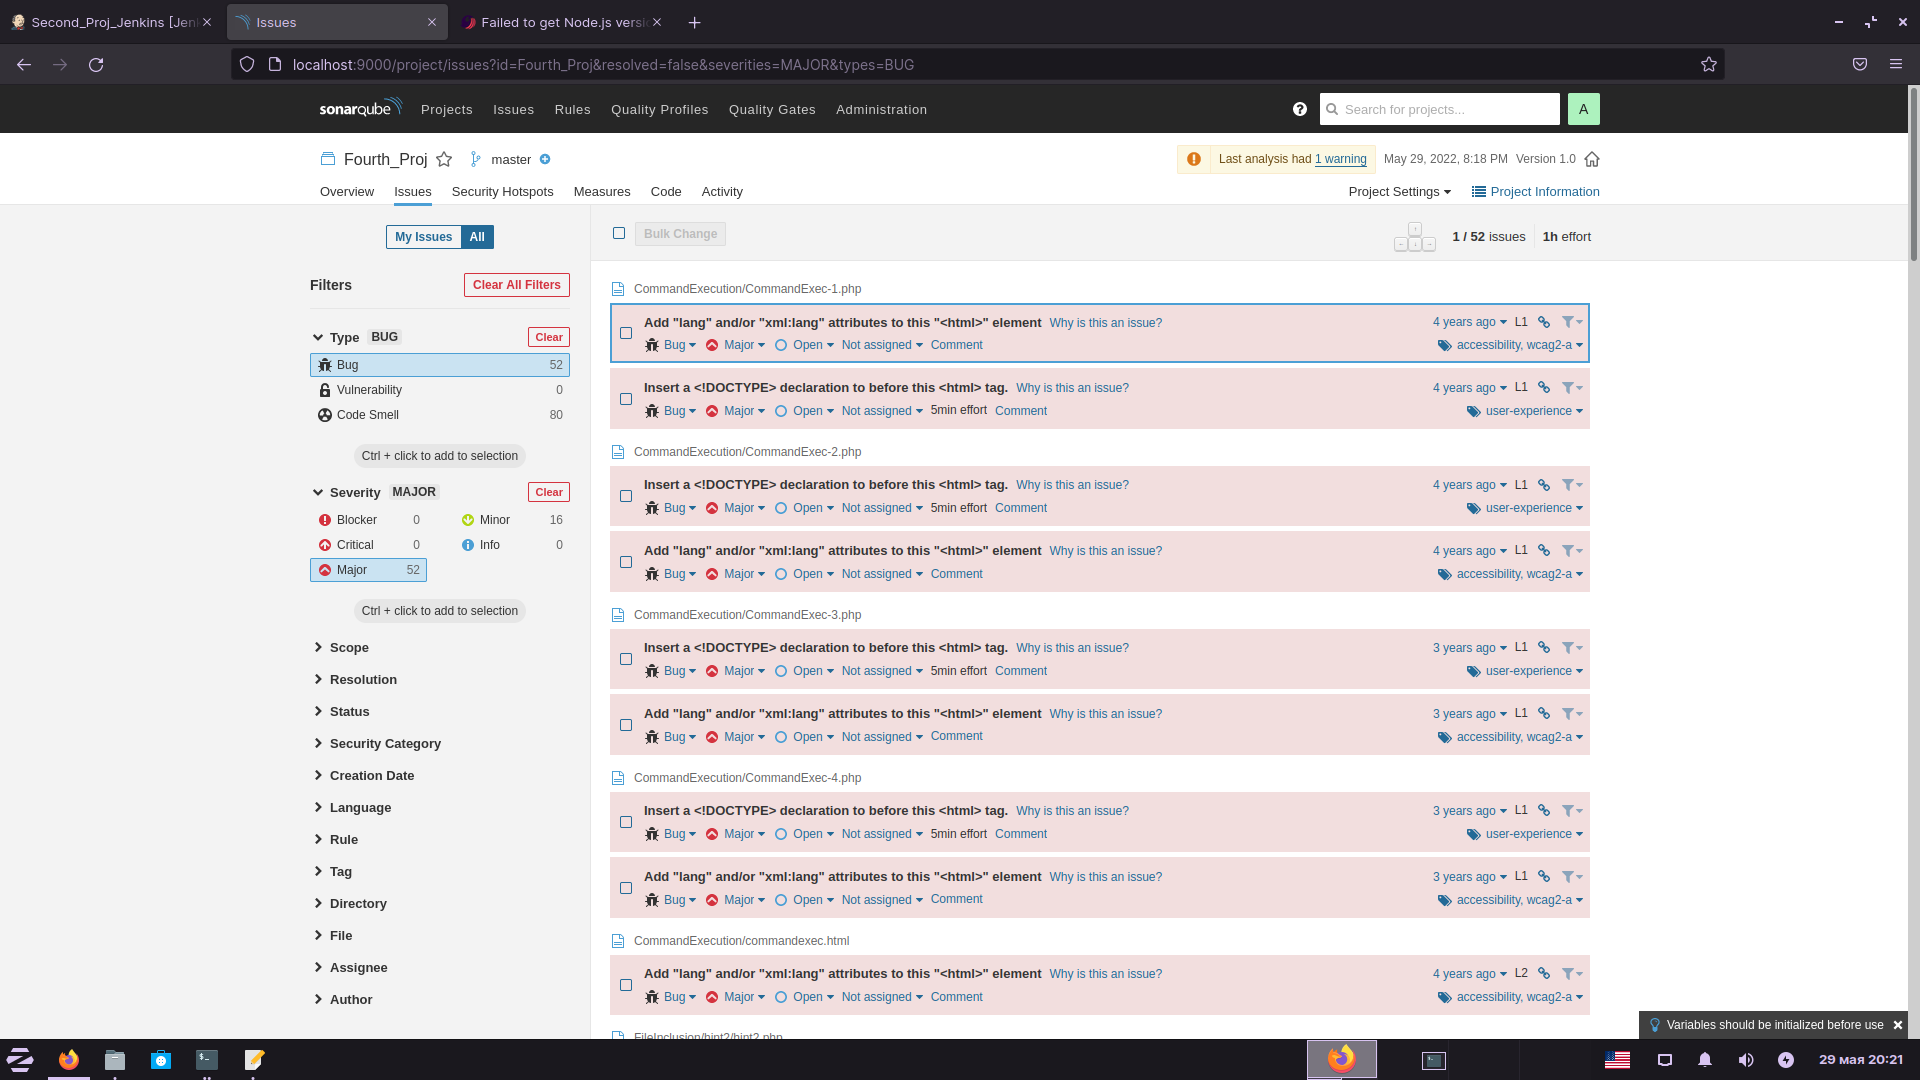 Second_Proj_Jenkins [Jen
Issues
Failed to get Node.js versi
localhost:9000/project/issues?id=Fourth_Proj&resolved=false&severities=MAJOR&types=BUG
sonarqube Projects Issues Rules Quality Profiles Quality Gates Administration
Search for projects...
A
Fourth_Proj master
Last analysis had 1 warning May 29, 2022, 8:18 PM Version 1.0
Overview Issues Security Hotspots Measures Code Activity
Project Settings Project Information
My Issues All
Filters Clear All Filters
Type BUG Clear
Bug 52
Vulnerability 0
Code Smell 80
Ctrl + click to add to selection
Severity MAJOR Clear
Blocker 0 Minor 16
Critical 0 Info 0
Major 52
Ctrl + click to add to selection
Scope
Resolution
Status
Security Category
Creation Date
Language
Rule
Tag
Directory
File
Assignee
Author
Bulk Change
1 / 52 issues 1h effort
CommandExecution/CommandExec-1.php
Add "lang" and/or "xml:lang" attributes to this "<html>" element Why is this an issue? 4 years ago L1
Bug Major Open Not assigned Comment accessibility, wcag2-a
Insert a <!DOCTYPE> declaration to before this <html> tag. Why is this an issue? 4 years ago L1
Bug Major Open Not assigned 5min effort Comment user-experience
CommandExecution/CommandExec-2.php
Insert a <!DOCTYPE> declaration to before this <html> tag. Why is this an issue? 4 years ago L1
Bug Major Open Not assigned 5min effort Comment user-experience
Add "lang" and/or "xml:lang" attributes to this "<html>" element Why is this an issue? 4 years ago L1
Bug Major Open Not assigned Comment accessibility, wcag2-a
CommandExecution/CommandExec-3.php
Insert a <!DOCTYPE> declaration to before this <html> tag. Why is this an issue? 3 years ago L1
Bug Major Open Not assigned 5min effort Comment user-experience
Add "lang" and/or "xml:lang" attributes to this "<html>" element Why is this an issue? 3 years ago L1
Bug Major Open Not assigned Comment accessibility, wcag2-a
CommandExecution/CommandExec-4.php
Insert a <!DOCTYPE> declaration to before this <html> tag. Why is this an issue? 3 years ago L1
Bug Major Open Not assigned 5min effort Comment user-experience
Add "lang" and/or "xml:lang" attributes to this "<html>" element Why is this an issue? 3 years ago L1
Bug Major Open Not assigned Comment accessibility, wcag2-a
CommandExecution/commandexec.html
Add "lang" and/or "xml:lang" attributes to this "<html>" element Why is this an issue? 4 years ago L2
Bug Major Open Not assigned Comment accessibility, wcag2-a
FileInclusion/hint2/hint2.php
Variables should be initialized before use
29 мая 20:21